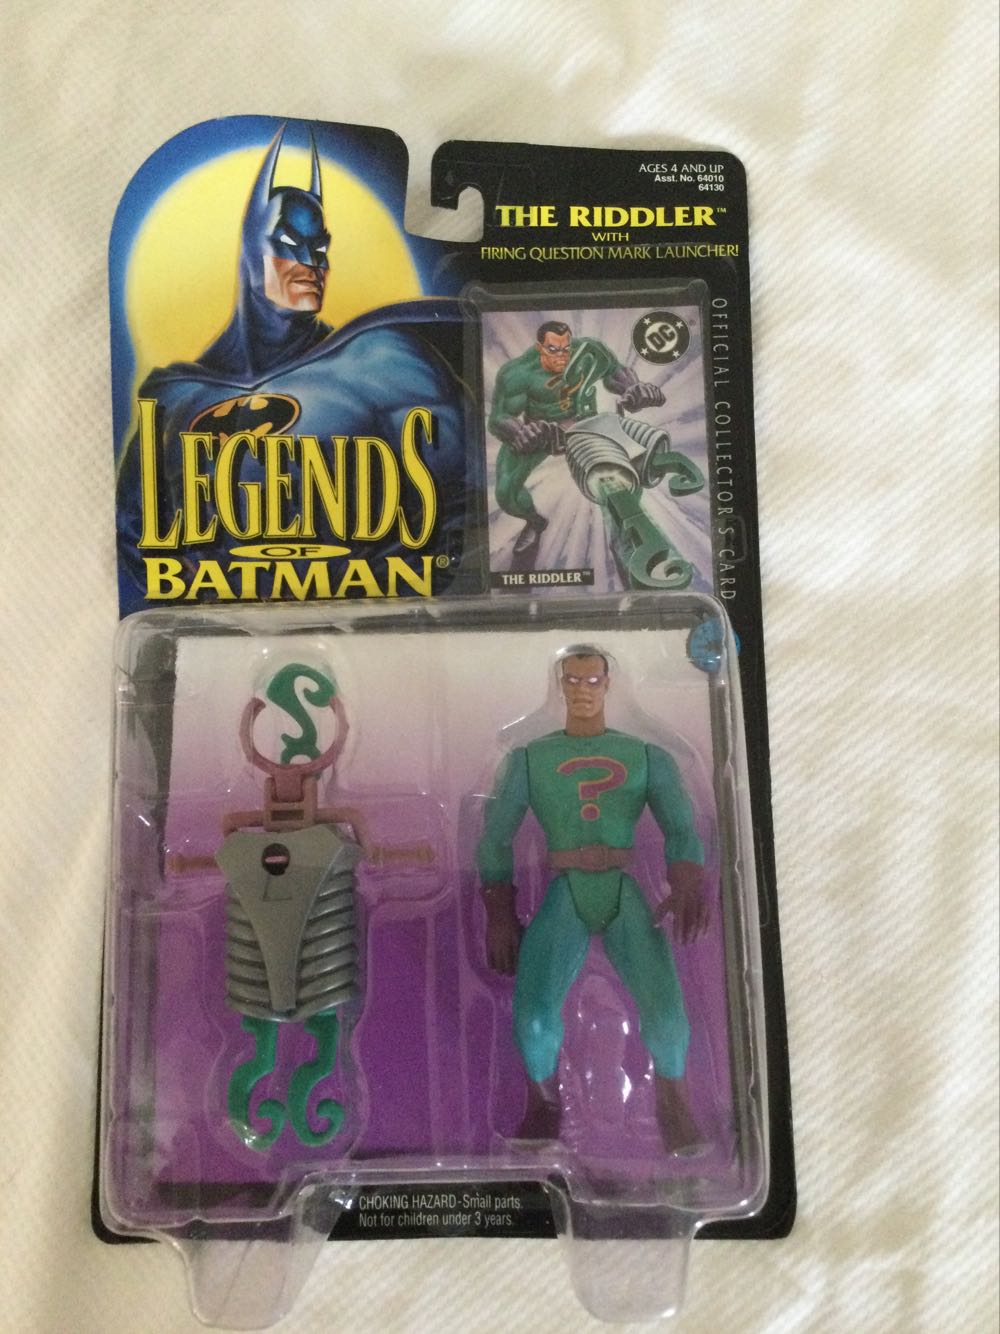 AGES 4 AND UP
Asst. No. 64010
64130
THE RIDDLER™
WITH
FIRING QUESTION MARK LAUNCHER!
OFFICIAL COLLECTOR'S CARD
DC
®
THE RIDDLER™
LEGENDS
OF
BATMAN®
?
CHOKING HAZARD-Small parts.
Not for children under 3 years.